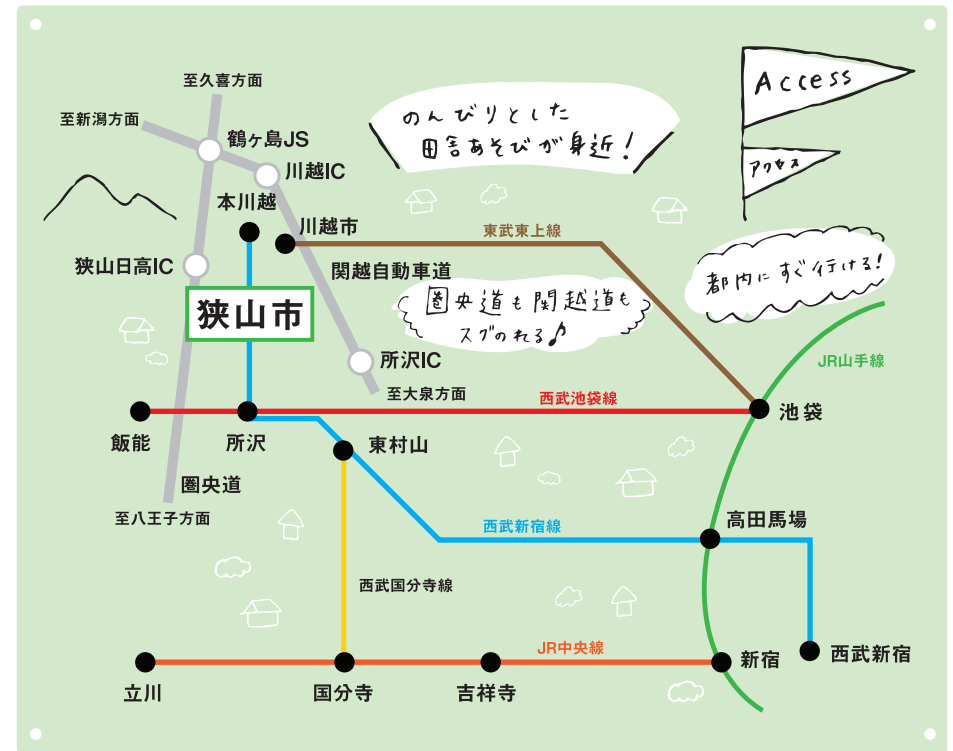 Access
アクセス
のんびりとした
田舎あそびが身近！
都内にすぐ行ける！
圏央道も関越道も
スグのれる♪
至久喜方面
至新潟方面
鶴ヶ島JS
川越IC
本川越
川越市
東武東上線
狭山日高IC
関越自動車道
狭山市
所沢IC
JR山手線
至大泉方面
西武池袋線
池袋
飯能
所沢
東村山
圏央道
至八王子方面
西武新宿線
高田馬場
西武国分寺線
JR中央線
新宿
西武新宿
立川
国分寺
吉祥寺